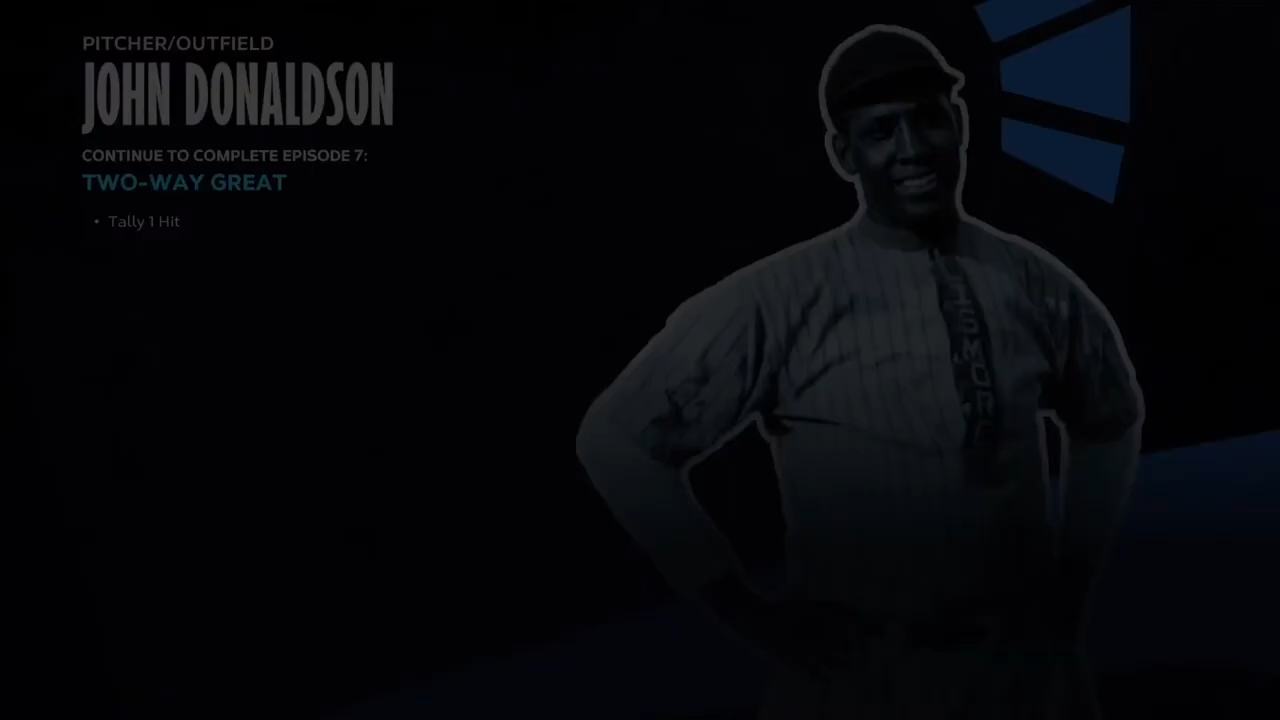 PITCHER/OUTFIELD
JOHN DONALDSON
CONTINUE TO COMPLETE EPISODE 7:
TWO-WAY GREAT
• Tally 1 Hit